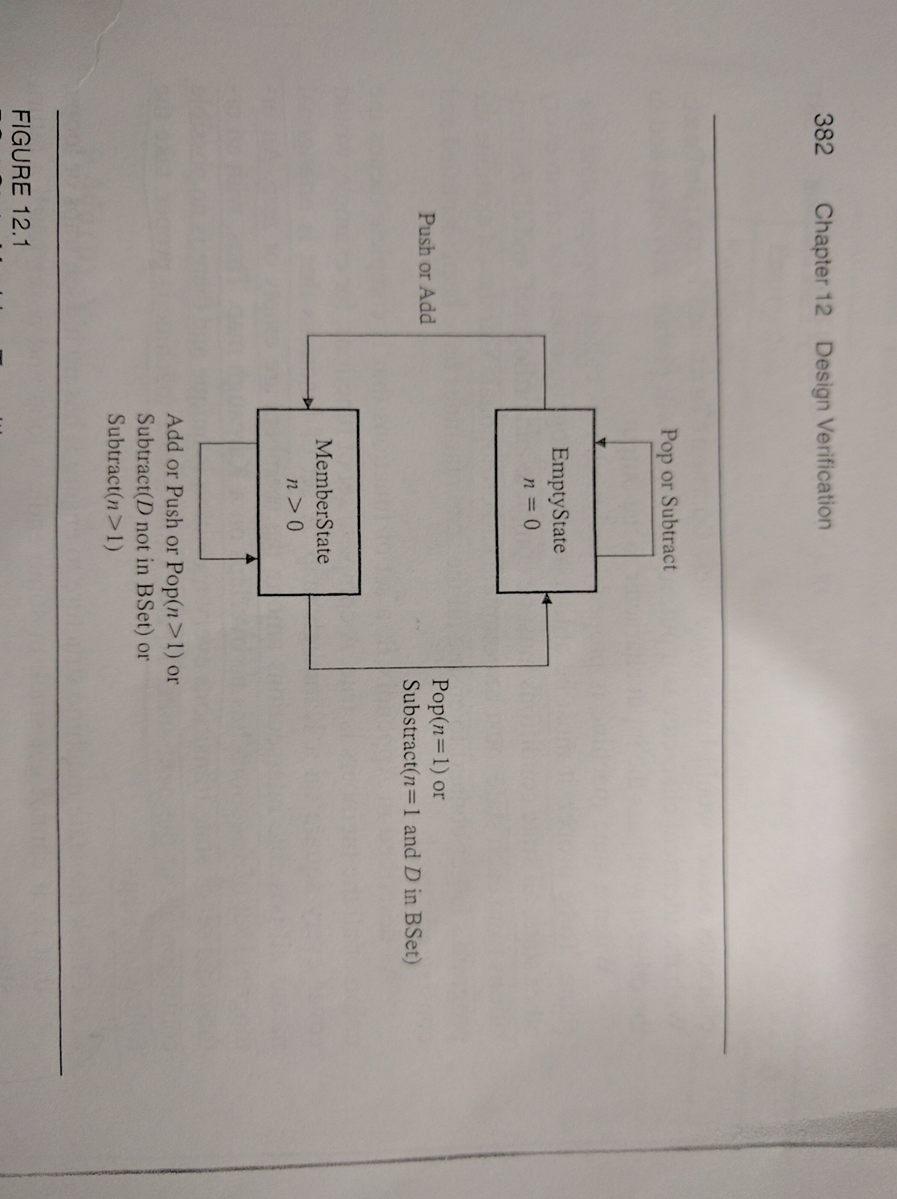 382 Chapter 12 Design Verification
Pop or Subtract
EmptyState
n = 0
Push or Add
Pop(n=1) or
Substract(n=1 and D in BSet)
MemberState
n > 0
Add or Push or Pop(n>1) or
Subtract(D not in BSet) or
Subtract(n>1)
FIGURE 12.1